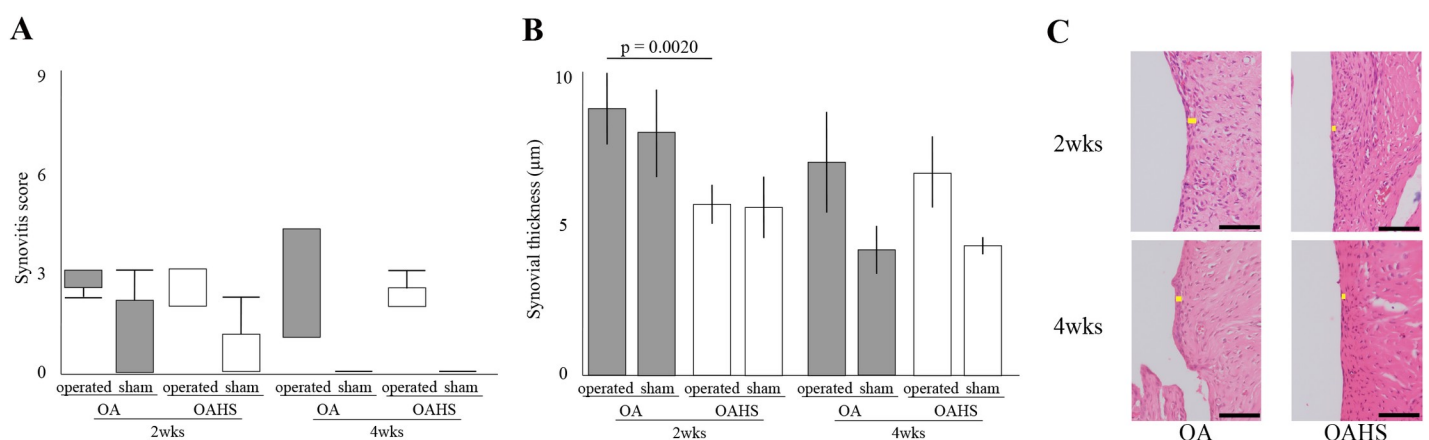 A
Synovitis score
9
6
3
0
operated sham operated sham operated sham operated sham
OA OAHS OA OAHS
2wks 4wks
B
p = 0.0020
Synovial thickness (μm)
10
5
0
operated sham operated sham operated sham operated sham
OA OAHS OA OAHS
2wks 4wks
C
2wks
4wks
OA OAHS